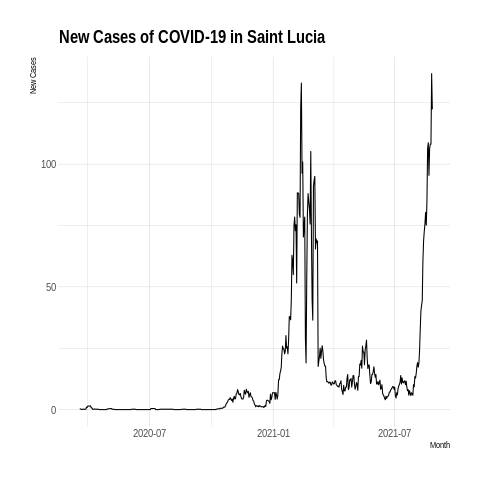 New Cases of COVID-19 in Saint Lucia
New Cases
100
50
0
2020-07
2021-01
2021-07
Month